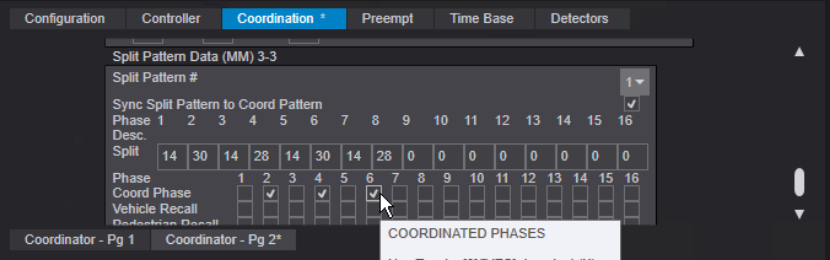 Configuration Controller Coordination * Preempt Time Base Detectors
Split Pattern Data (MM) 3-3
Split Pattern # 1
Sync Split Pattern to Coord Pattern
Phase 1 2 3 4 5 6 7 8 9 10 11 12 13 14 15 16
Desc.
Split 14 30 14 28 14 30 14 28 0 0 0 0 0 0 0 0
Phase 1 2 3 4 5 6 7 8 9 10 11 12 13 14 15 16
Coord Phase
Vehicle Recall
Pedestrian Recall
Coordinator - Pg 1 Coordinator - Pg 2*
COORDINATED PHASES